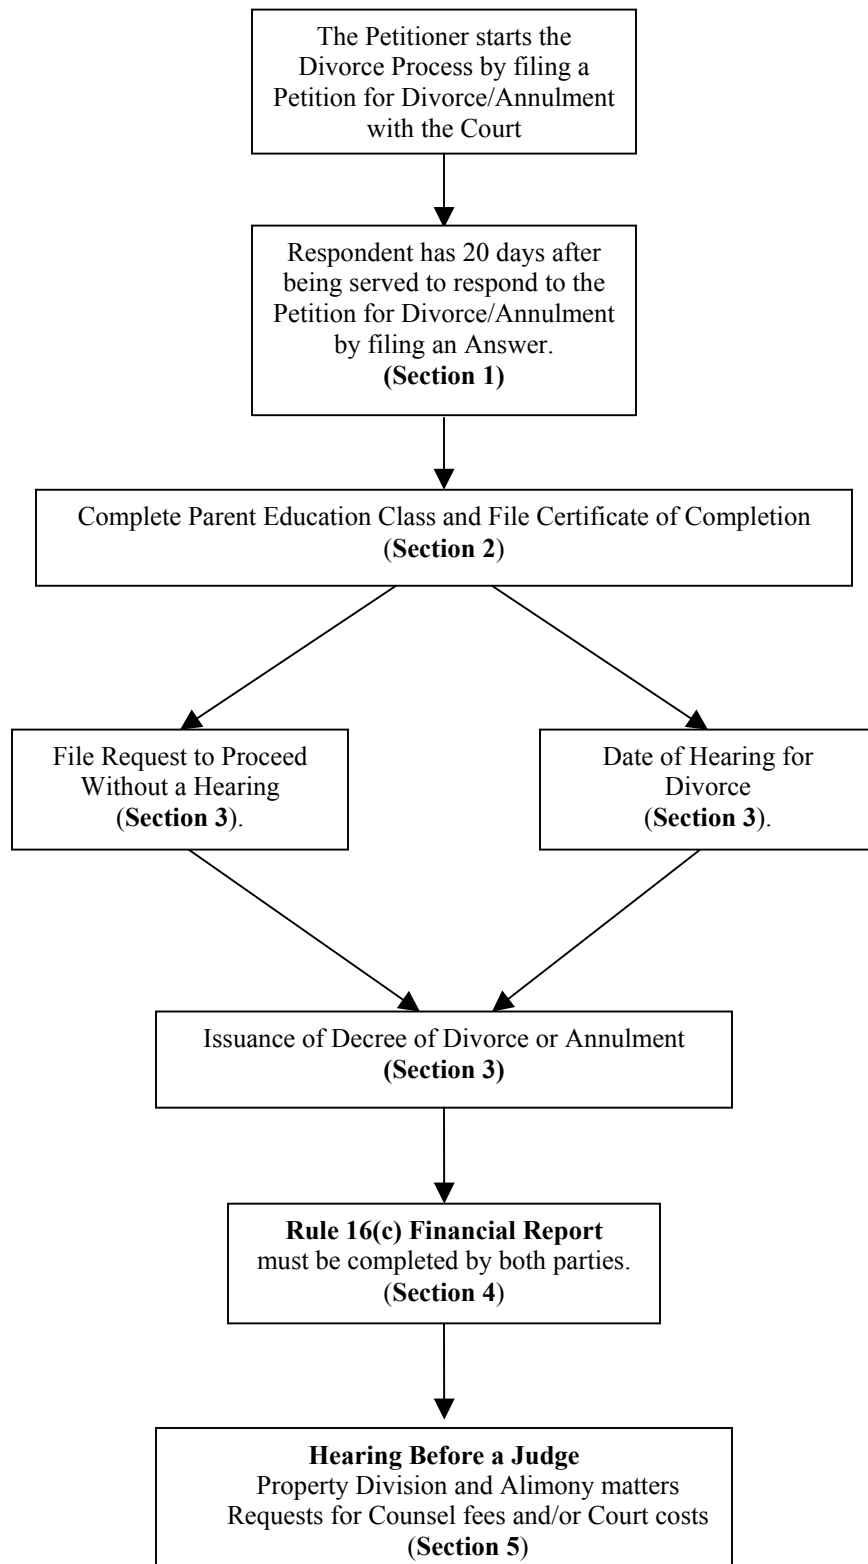 The Petitioner starts the
Divorce Process by filing a
Petition for Divorce/Annulment
with the Court
Respondent has 20 days after
being served to respond to the
Petition for Divorce/Annulment
by filing an Answer.
(Section 1)
Complete Parent Education Class and File Certificate of Completion
(Section 2)
File Request to Proceed
Without a Hearing
(Section 3).
Date of Hearing for
Divorce
(Section 3).
Issuance of Decree of Divorce or Annulment
(Section 3)
Rule 16(c) Financial Report
must be completed by both parties.
(Section 4)
Hearing Before a Judge
Property Division and Alimony matters
Requests for Counsel fees and/or Court costs
(Section 5)